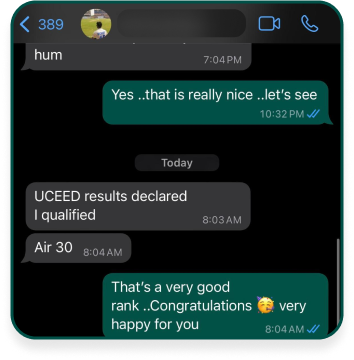 389
hum
7:04 PM
Yes ..that is really nice ..let's see
10:32 PM
Today
UCEED results declared
I qualified
8:03 AM
Air 30
8:04 AM
That's a very good
rank ..Congratulations 🥳 very
happy for you
8:04 AM